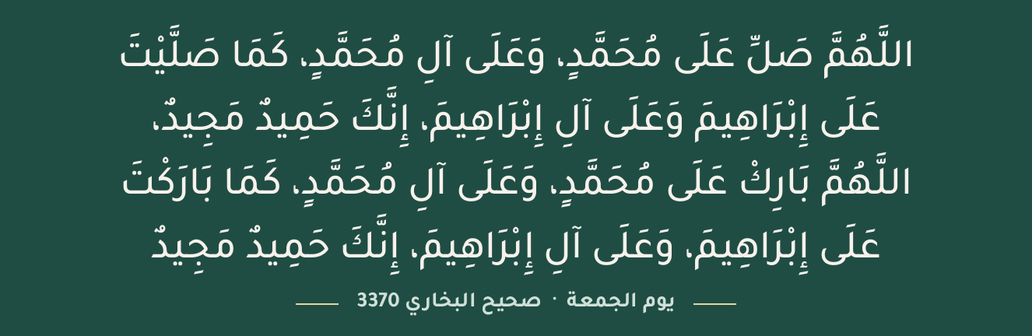 اللَّهُمَّ صَلِّ عَلَى مُحَمَّدٍ، وَعَلَى آلِ مُحَمَّدٍ، كَمَا صَلَّيْتَ
عَلَى إِبْرَاهِيمَ وَعَلَى آلِ إِبْرَاهِيمَ، إِنَّكَ حَمِيدٌ مَجِيدٌ،
اللَّهُمَّ بَارِكْ عَلَى مُحَمَّدٍ، وَعَلَى آلِ مُحَمَّدٍ، كَمَا بَارَكْتَ
عَلَى إِبْرَاهِيمَ، وَعَلَى آلِ إِبْرَاهِيمَ، إِنَّكَ حَمِيدٌ مَجِيدٌ
يوم الجمعة · صحيح البخاري 3370